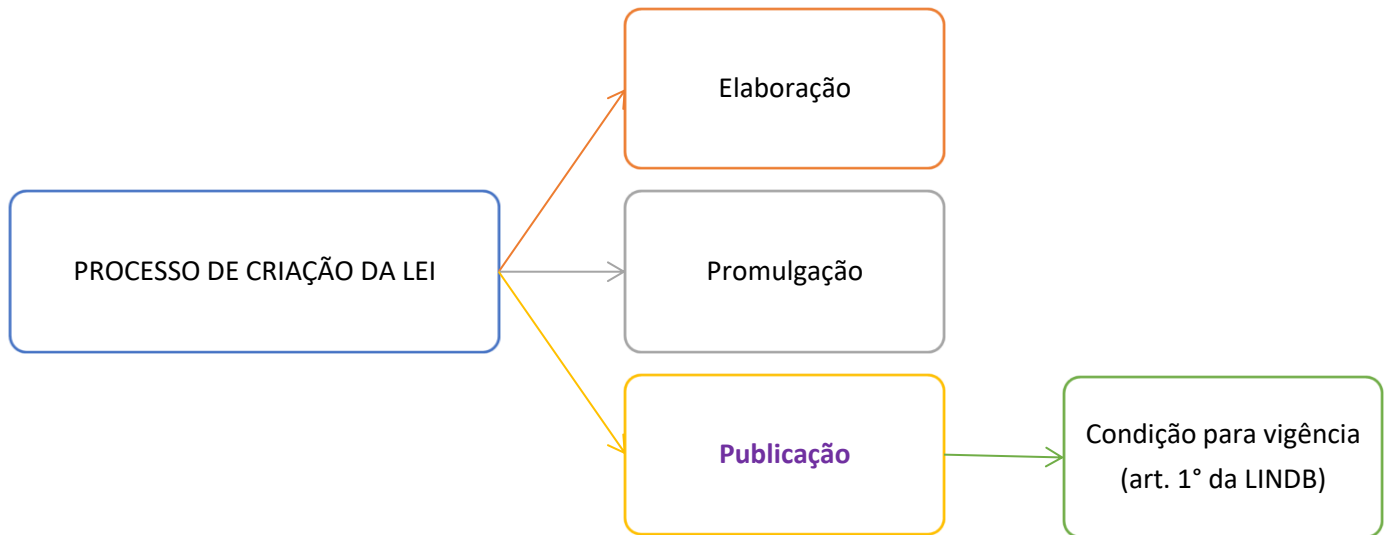 Elaboração
PROCESSO DE CRIAÇÃO DA LEI
Promulgação
Publicação
Condição para vigência
(art. 1° da LINDB)